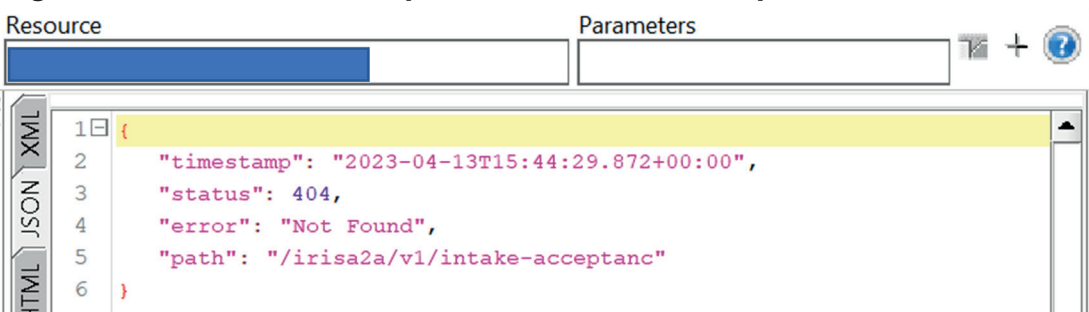 Resource
Parameters
XML
JSON
HTML
1 {
2 "timestamp": "2023-04-13T15:44:29.872+00:00",
3 "status": 404,
4 "error": "Not Found",
5 "path": "/irisa2a/v1/intake-acceptanc"
6 }